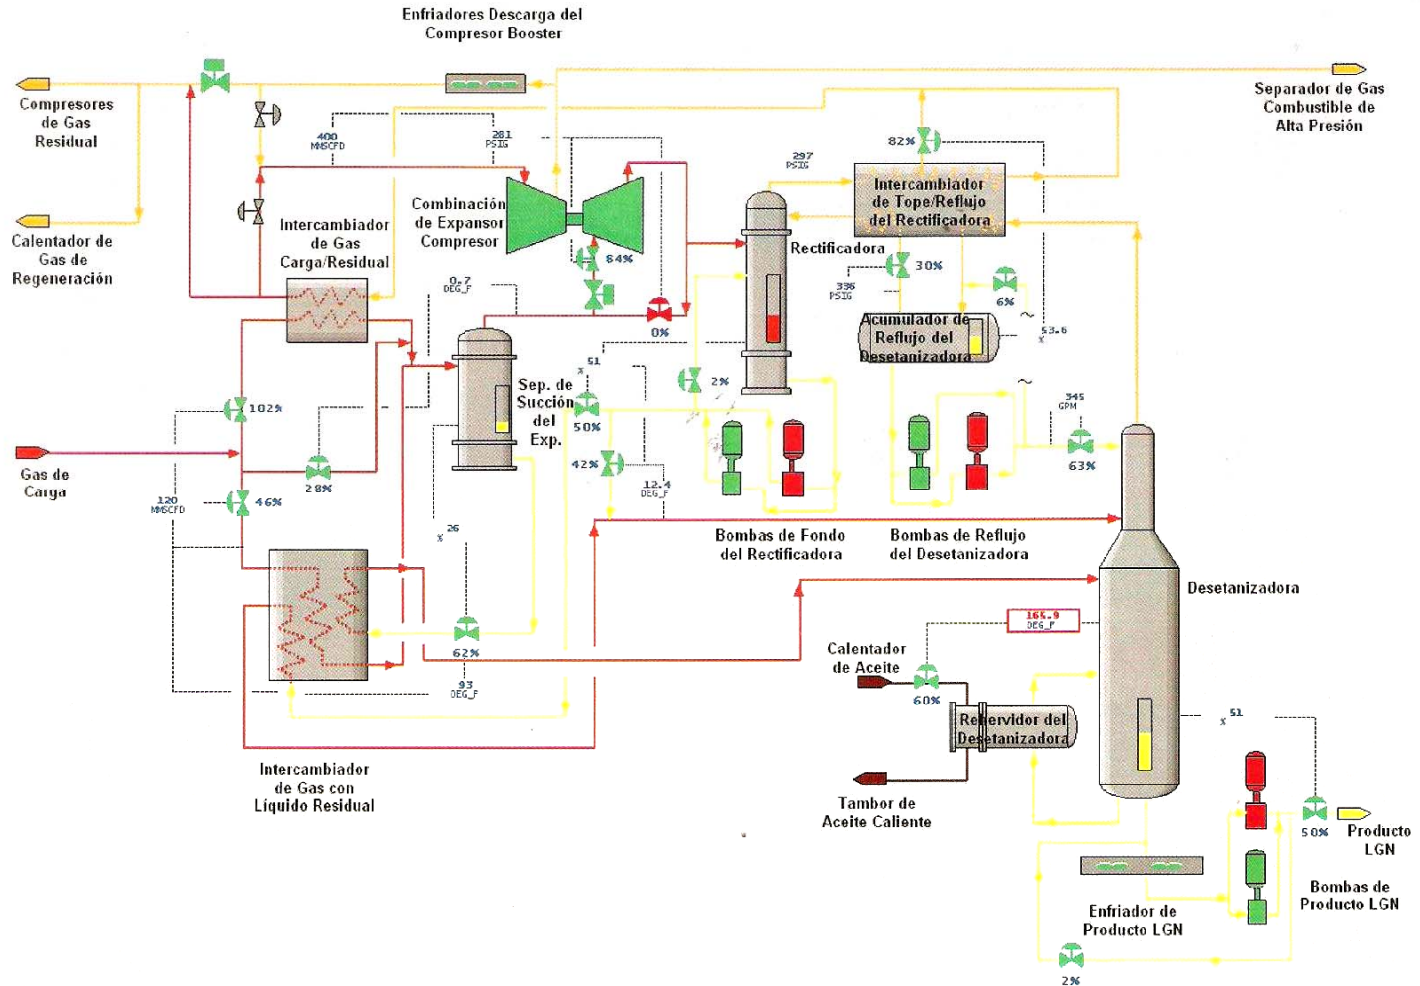 Enfriadores Descarga del
Compresor Booster
Compresores
de Gas
Residual
Separador de Gas
Combustible de
Alta Presión
400
MMSCFD
281
PSIG
297
PSIG
82%
Intercambiador
de Tope/Reflujo
del Rectificadora
Combinación
de Expansor
Compresor
Intercambiador
de Gas
Carga/Residual
Calentador de
Gas de
Regeneración
Rectificadora
84%
30%
336
PSIG
0.7
DEG_F
6%
0%
Acumulador de
Reflujo del
Desetanizadora
53.6
%
51
%
2%
Sep. de
Succión
del
Exp.
102%
50%
345
GPM
63%
Gas de
Carga
28%
42%
12.4
DEG_F
46%
120
MMSCFD
26
%
Bombas de Fondo
del Rectificadora
Bombas de Reflujo
del Desetanizadora
Desetanizadora
165.9
DEG_F
62%
93
DEG_F
Calentador
de Aceite
60%
Rehervidor del
Desetanizadora
51
%
Intercambiador
de Gas con
Líquido Residual
Tambor de
Aceite Caliente
50%
Producto
LGN
Bombas de
Producto LGN
Enfriador de
Producto LGN
2%